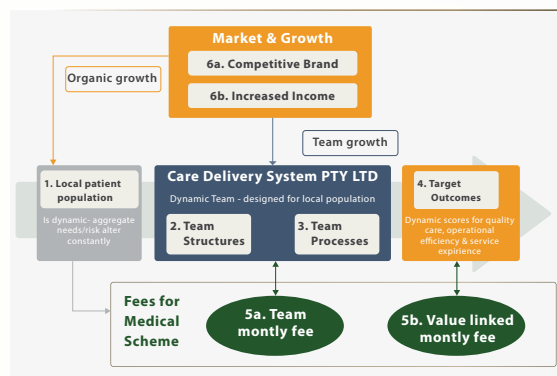 Market & Growth
6a. Competitive Brand
6b. Increased Income
Organic growth
Team growth
1. Local patient
population
Is dynamic- aggregate
needs/risk alter
constantly
Care Delivery System PTY LTD
Dynamic Team - designed for local population
2. Team
Structures
3. Team
Processes
4. Target
Outcomes
Dynamic scores for quality
care, operational
efficiency & service
expirience
Fees for
Medical
Scheme
5a. Team
montly fee
5b. Value linked
montly fee